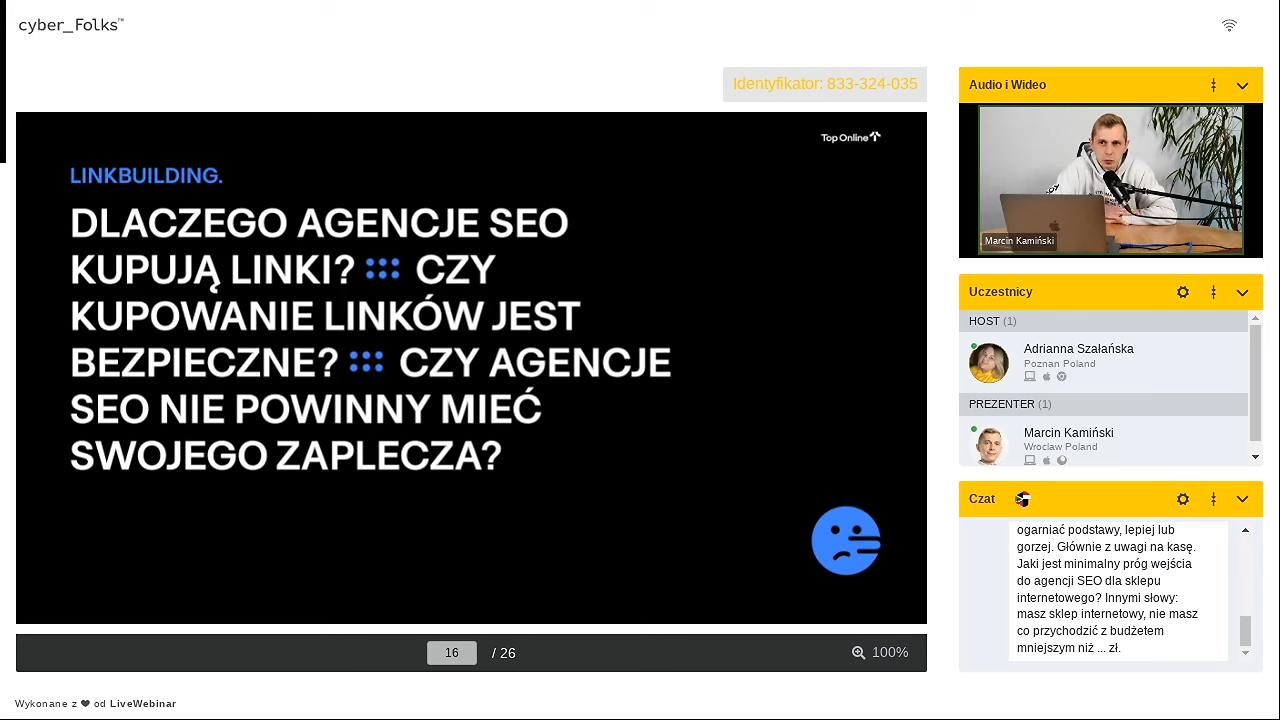 cyber_Folks™
Identyfikator: 833-324-035
Top Online
LINKBUILDING.
DLACZEGO AGENCJE SEO
KUPUJĄ LINKI? CZY
KUPOWANIE LINKÓW JEST
BEZPIECZNE? CZY AGENCJE
SEO NIE POWINNY MIEĆ
SWOJEGO ZAPLECZA?
16 / 26
100%
Wykonane z od LiveWebinar
Audio i Wideo
Marcin Kamiński
Uczestnicy
HOST (1)
Adrianna Szałańska
Poznan Poland
PREZENTER (1)
Marcin Kamiński
Wroclaw Poland
Czat
ogarniać podstawy, lepiej lub
gorzej. Głównie z uwagi na kasę.
Jaki jest minimalny próg wejścia
do agencji SEO dla sklepu
internetowego? Innymi słowy:
masz sklep internetowy, nie masz
co przychodzić z budżetem
mniejszym niż ... zł.